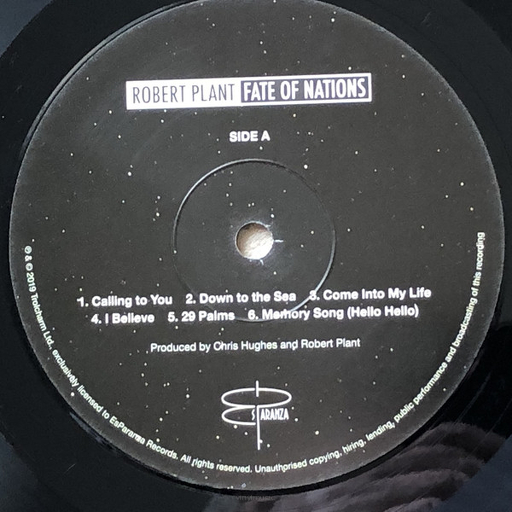 ROBERT PLANT FATE OF NATIONS
SIDE A
1. Calling to You 2. Down to the Sea 3. Come Into My Life
4. I Believe 5. 29 Palms 6. Memory Song (Hello Hello)
Produced by Chris Hughes and Robert Plant
ES PARANZA
℗ & © 2019 Trolcharm Ltd., exclusively licensed to EsParanza Records. All rights reserved. Unauthorised copying, hiring, lending, public performance and broadcasting of this recording